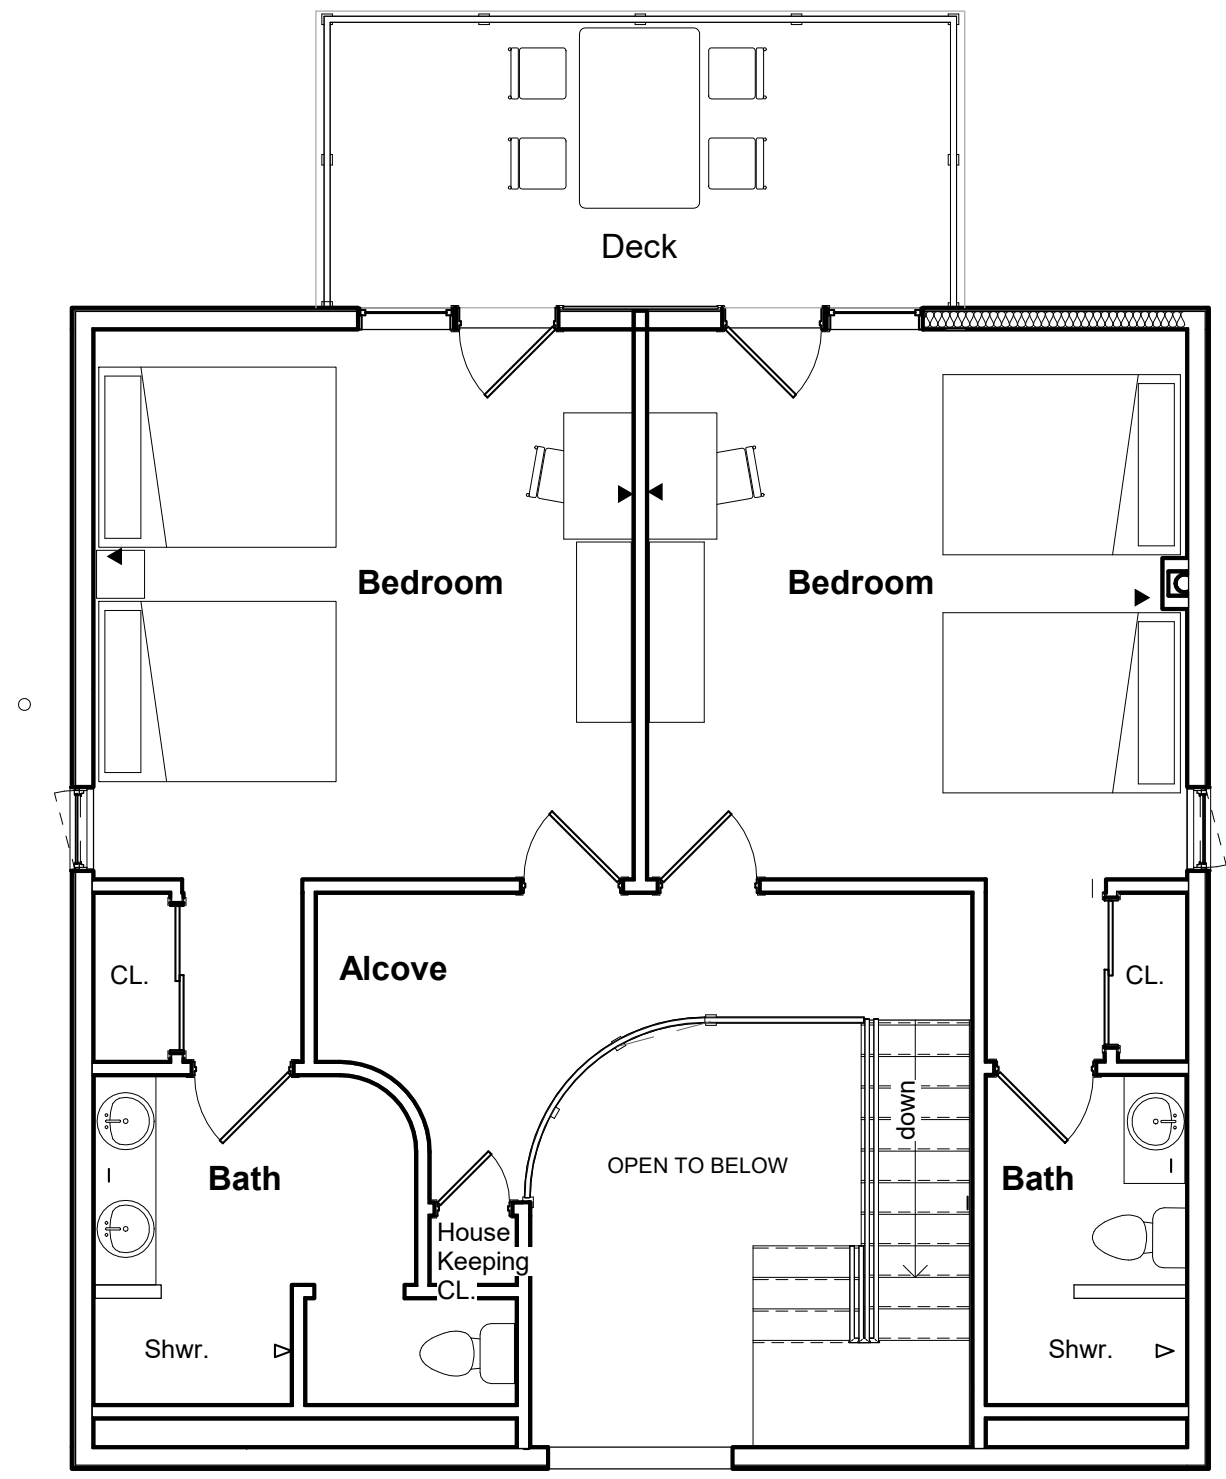 Deck
Bedroom
Bedroom
Alcove
CL.
CL.
down
OPEN TO BELOW
Bath
Bath
House
Keeping
CL.
Shwr.
Shwr.